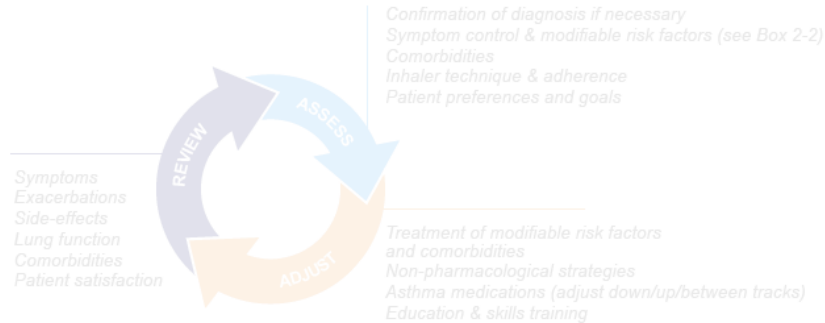 Confirmation of diagnosis if necessary
Symptom control & modifiable risk factors (see Box 2-2)
Comorbidities
Inhaler technique & adherence
Patient preferences and goals
ASSESS
REVIEW
Symptoms
Exacerbations
Side-effects
Lung function
Comorbidities
Patient satisfaction
ADJUST
Treatment of modifiable risk factors
and comorbidities
Non-pharmacological strategies
Asthma medications (adjust down/up/between tracks)
Education & skills training